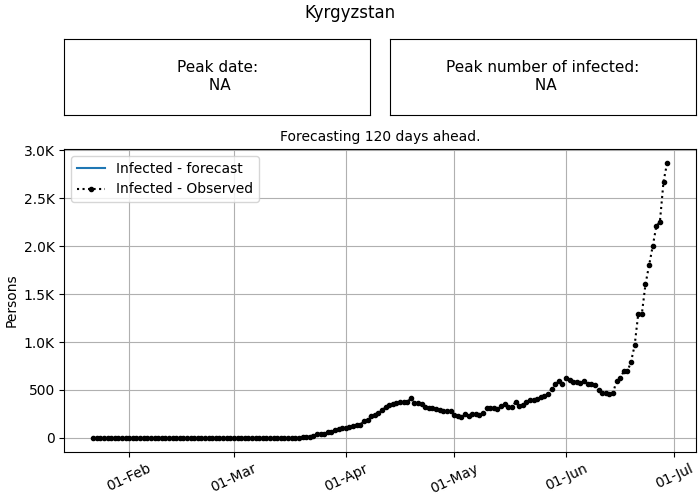 Kyrgyzstan
Peak date:
NA
Peak number of infected:
NA
Forecasting 120 days ahead.
Infected - forecast
Infected - Observed
Persons
3.0K
2.5K
2.0K
1.5K
1.0K
500
0
01-Feb
01-Mar
01-Apr
01-May
01-Jun
01-Jul